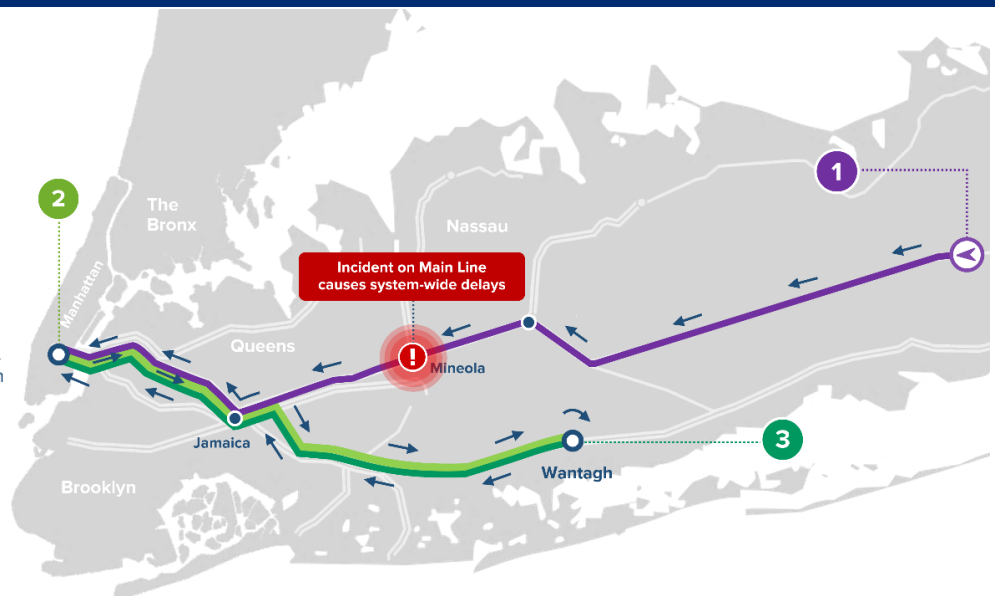 1
2
The
Bronx
Nassau
Manhattan
Incident on Main Line
causes system-wide delays
Queens
!
Mineola
Jamaica
3
Wantagh
Brooklyn